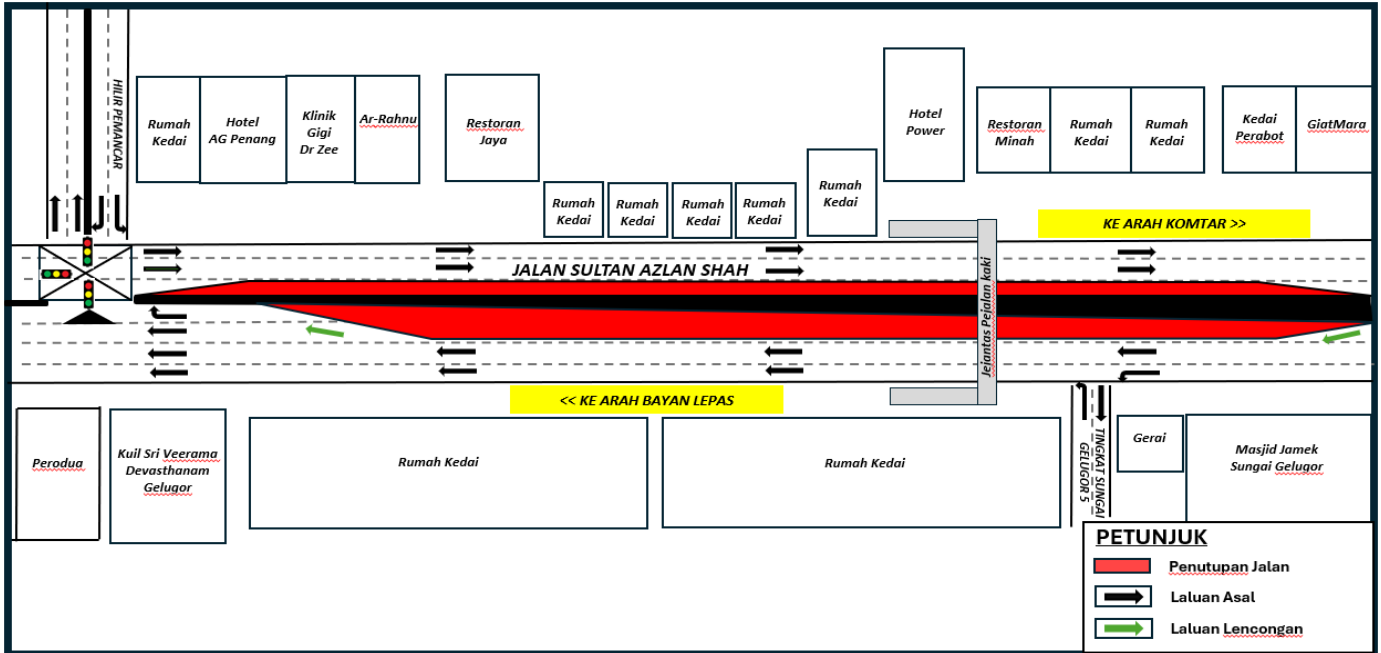 HILIR PEMANCAR
Rumah
Kedai
Hotel
AG Penang
Klinik
Gigi
Dr Zee
Ar-Rahnu
Restoran
Jaya
Rumah
Kedai
Rumah
Kedai
Rumah
Kedai
Rumah
Kedai
Rumah
Kedai
Hotel
Power
Restoran
Minah
Rumah
Kedai
Rumah
Kedai
Kedai
Perabot
GiatMara
KE ARAH KOMTAR >>
JALAN SULTAN AZLAN SHAH
Jejantas Pejalan kaki
<< KE ARAH BAYAN LEPAS
Perodua
Kuil Sri Veerama
Devasthanam
Gelugor
Rumah Kedai
Rumah Kedai
TINGKAT SUNGAI
GELUGOR 5
Gerai
Masjid Jamek
Sungai Gelugor
PETUNJUK
Penutupan Jalan
Laluan Asal
Laluan Lencongan